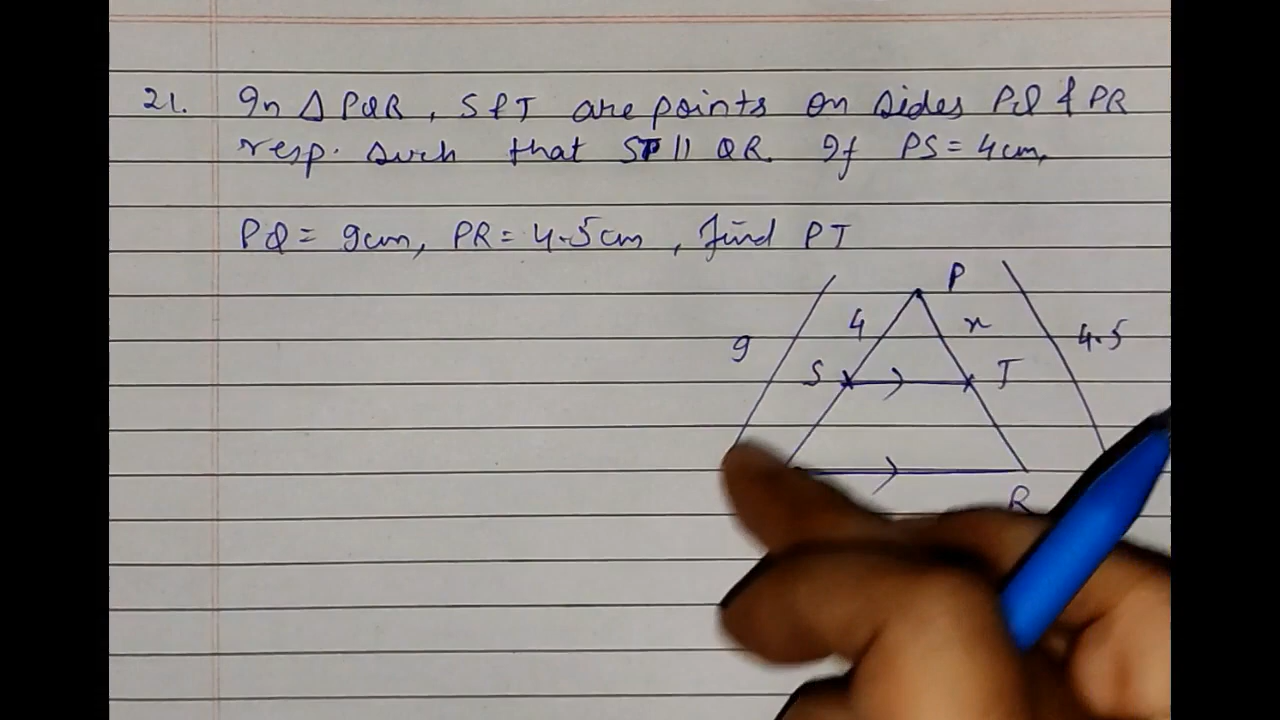 21. In △ PQR, S & T are points on sides PQ & PR
resp. such that ST || QR. If PS = 4cm,
PQ = 9cm, PR = 4.5cm, find PT
P
9 4 x 4.5
S T
R